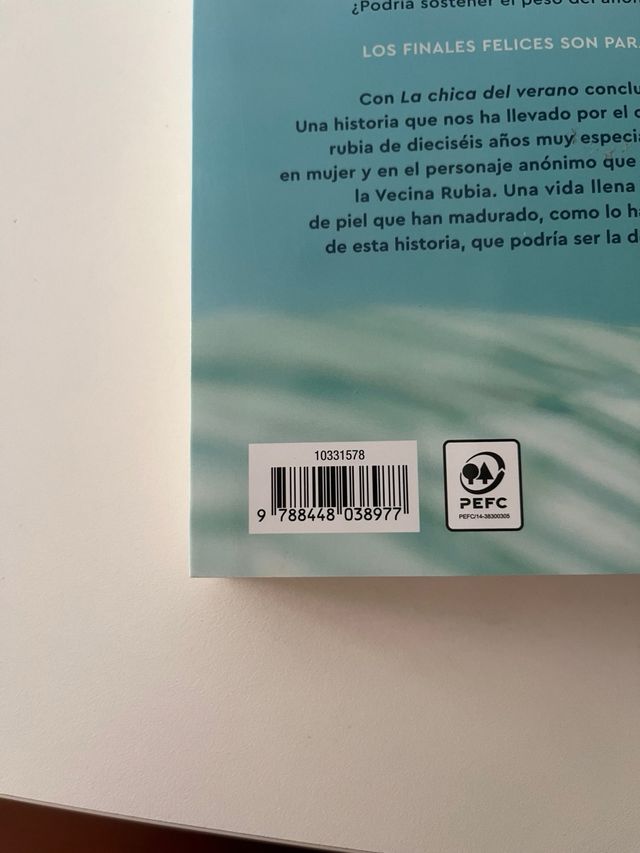 ¿Podría sostener el peso del
LOS FINALES FELICES SON PAR
Con La chica del verano conclu
Una historia que nos ha llevado por el
rubia de dieciséis años muy especia
en mujer y en el personaje anónimo que
la Vecina Rubia. Una vida llena
de piel que han madurado, como lo ha
de esta historia, que podría ser la d
10331578
9 788448 038977
PEFC
PEFC/14-38300305